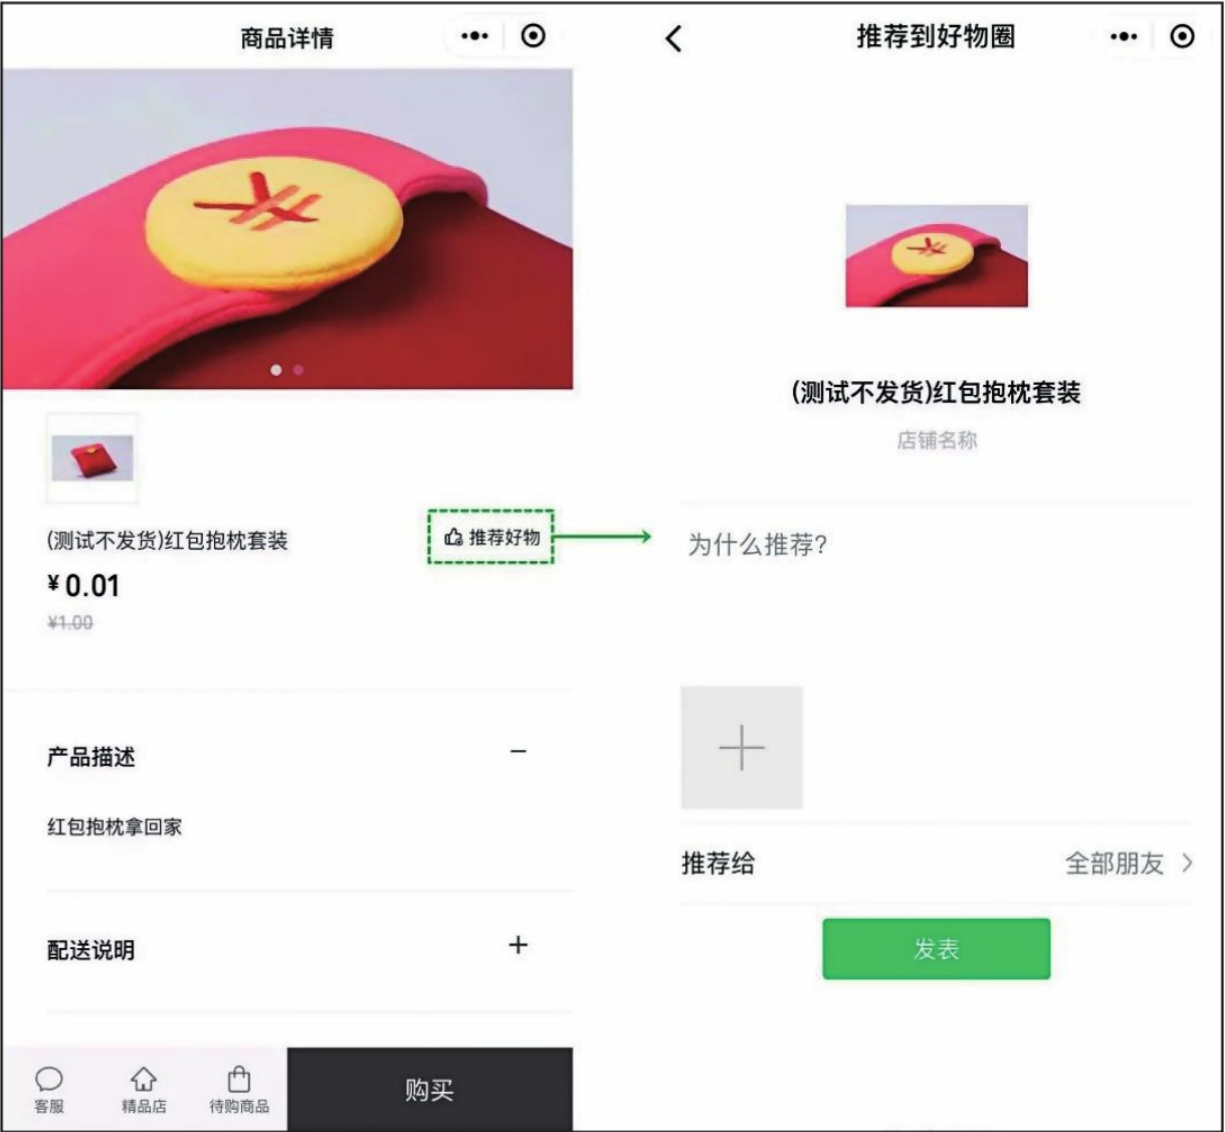 商品详情
(测试不发货)红包抱枕套装
推荐好物
¥0.01
¥1.00
产品描述
红包抱枕拿回家
配送说明
客服
精品店
待购商品
购买
推荐到好物圈
(测试不发货)红包抱枕套装
店铺名称
为什么推荐?
推荐给
全部朋友
发表